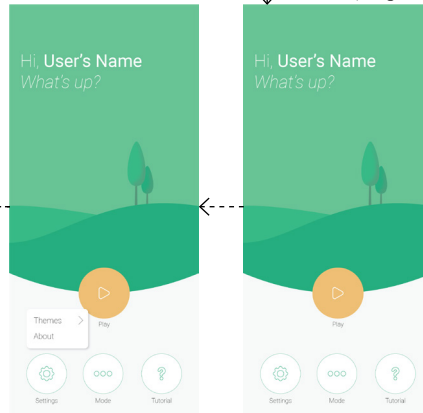 Hi, User's Name
What's up?
Themes
About
Play
Settings
Mode
Tutorial
Hi, User's Name
What's up?
Play
Settings
Mode
Tutorial